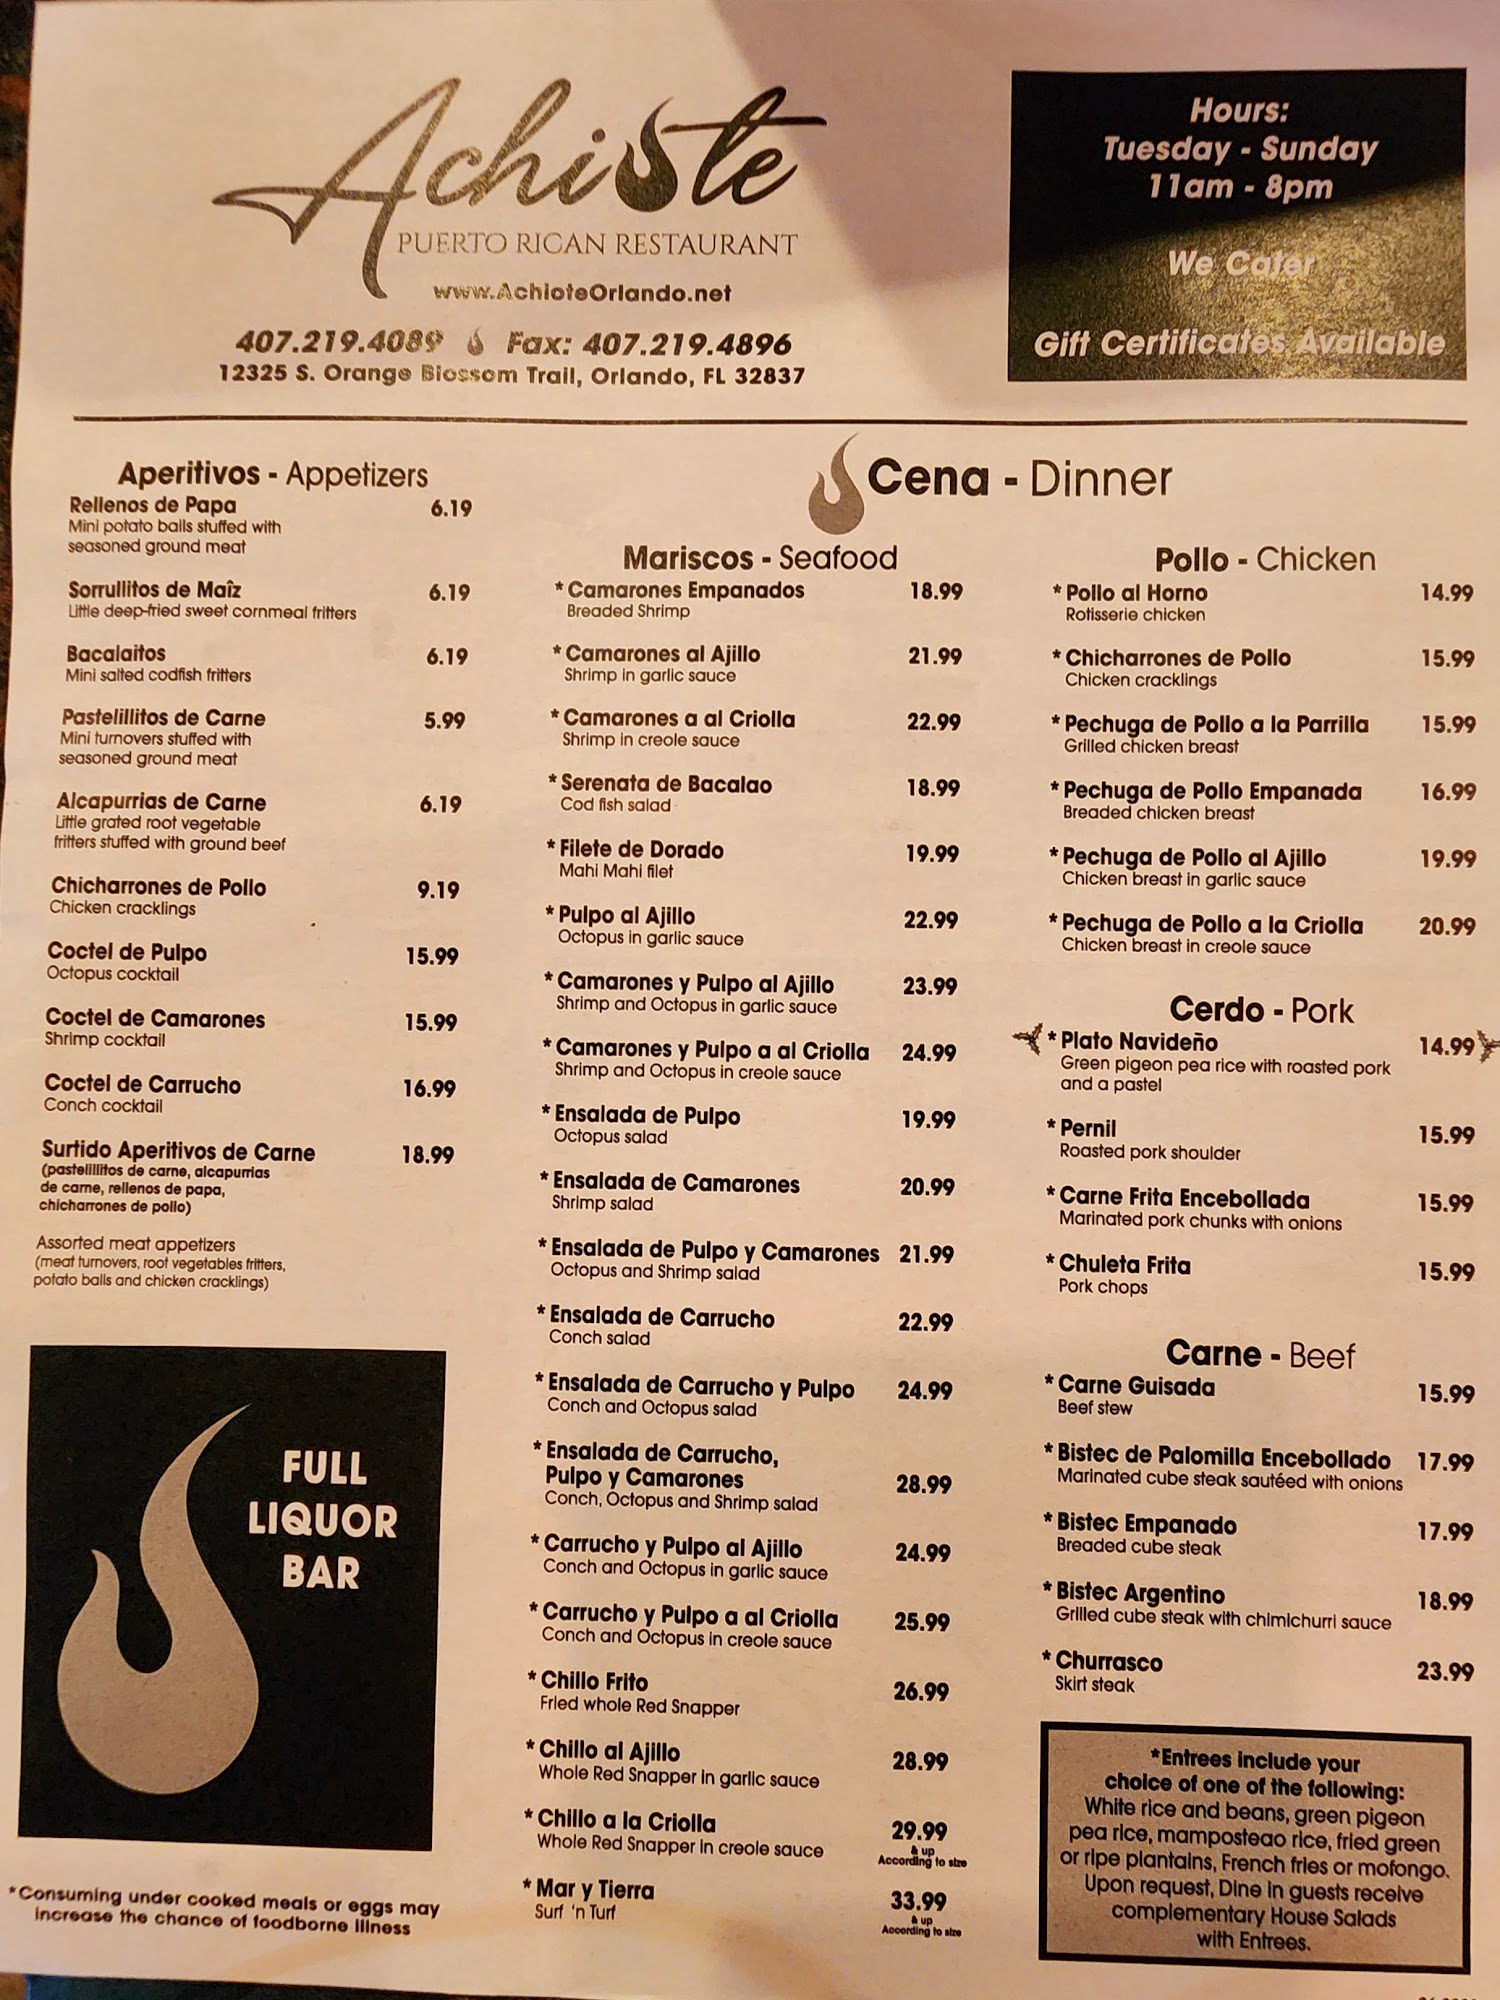 Achiote
PUERTO RICAN RESTAURANT
www.AchioteOrlando.net
407.219.4089 Fax: 407.219.4896
12325 S. Orange Blossom Trail, Orlando, FL 32837
Hours:
Tuesday - Sunday
11am - 8pm
We Cater
Gift Certificates Available
Aperitivos - Appetizers
Rellenos de Papa 6.19
Mini potato balls stuffed with
seasoned ground meat
Sorrullitos de Maîz 6.19
Little deep-fried sweet cornmeal fritters
Bacalaitos 6.19
Mini salted codfish fritters
Pastelillitos de Carne 5.99
Mini turnovers stuffed with
seasoned ground meat
Alcapurrias de Carne 6.19
Little grated root vegetable
fritters stuffed with ground beef
Chicharrones de Pollo 9.19
Chicken cracklings
Coctel de Pulpo 15.99
Octopus cocktail
Coctel de Camarones 15.99
Shrimp cocktail
Coctel de Carrucho 16.99
Conch cocktail
Surtido Aperitivos de Carne 18.99
(pastelillitos de carne, alcapurrias
de carne, rellenos de papa,
chicharrones de pollo)
Assorted meat appetizers
(meat turnovers, root vegetables fritters,
potato balls and chicken cracklings)
FULL
LIQUOR
BAR
*Consuming under cooked meals or eggs may
increase the chance of foodborne illness
Cena - Dinner
Mariscos - Seafood
*Camarones Empanados 18.99
Breaded Shrimp
*Camarones al Ajillo 21.99
Shrimp in garlic sauce
*Camarones a al Criolla 22.99
Shrimp in creole sauce
*Serenata de Bacalao 18.99
Cod fish salad
*Filete de Dorado 19.99
Mahi Mahi filet
*Pulpo al Ajillo 22.99
Octopus in garlic sauce
*Camarones y Pulpo al Ajillo 23.99
Shrimp and Octopus in garlic sauce
*Camarones y Pulpo a al Criolla 24.99
Shrimp and Octopus in creole sauce
*Ensalada de Pulpo 19.99
Octopus salad
*Ensalada de Camarones 20.99
Shrimp salad
*Ensalada de Pulpo y Camarones 21.99
Octopus and Shrimp salad
*Ensalada de Carrucho 22.99
Conch salad
*Ensalada de Carrucho y Pulpo 24.99
Conch and Octopus salad
*Ensalada de Carrucho,
Pulpo y Camarones 28.99
Conch, Octopus and Shrimp salad
*Carrucho y Pulpo al Ajillo 24.99
Conch and Octopus in garlic sauce
*Carrucho y Pulpo a al Criolla 25.99
Conch and Octopus in creole sauce
*Chillo Frito 26.99
Fried whole Red Snapper
*Chillo al Ajillo 28.99
Whole Red Snapper in garlic sauce
*Chillo a la Criolla 29.99
Whole Red Snapper in creole sauce
& up
According to size
*Mar y Tierra 33.99
Surf 'n Turf
& up
According to size
Pollo - Chicken
*Pollo al Horno 14.99
Rotisserie chicken
*Chicharrones de Pollo 15.99
Chicken cracklings
*Pechuga de Pollo a la Parrilla 15.99
Grilled chicken breast
*Pechuga de Pollo Empanada 16.99
Breaded chicken breast
*Pechuga de Pollo al Ajillo 19.99
Chicken breast in garlic sauce
*Pechuga de Pollo a la Criolla 20.99
Chicken breast in creole sauce
Cerdo - Pork
*Plato Navideño 14.99
Green pigeon pea rice with roasted pork
and a pastel
*Pernil 15.99
Roasted pork shoulder
*Carne Frita Encebollada 15.99
Marinated pork chunks with onions
*Chuleta Frita 15.99
Pork chops
Carne - Beef
*Carne Guisada 15.99
Beef stew
*Bistec de Palomilla Encebollado 17.99
Marinated cube steak sautéed with onions
*Bistec Empanado 17.99
Breaded cube steak
*Bistec Argentino 18.99
Grilled cube steak with chimichurri sauce
*Churrasco 23.99
Skirt steak
*Entrees include your
choice of one of the following:
White rice and beans, green pigeon
pea rice, mamposteao rice, fried green
or ripe plantains, French fries or mofongo.
Upon request, Dine in guests receive
complementary House Salads
with Entrees.